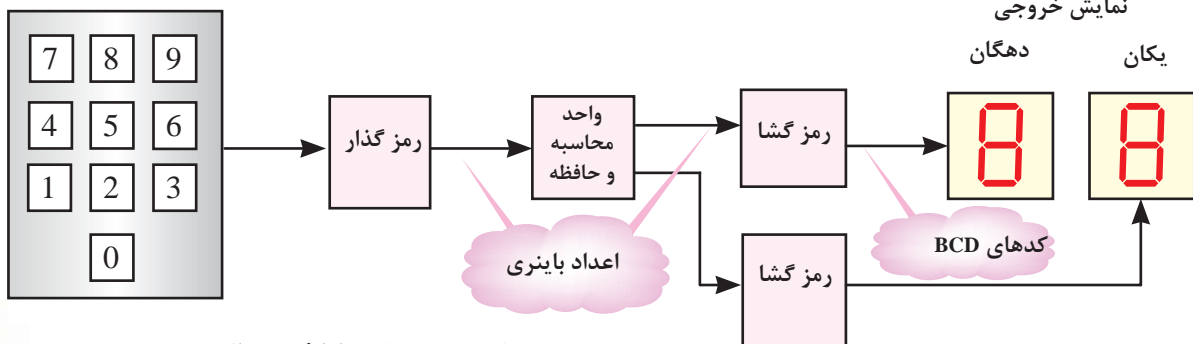 نمایش خروجی
دهگان
یکان
7 8 9
4 5 6
1 2 3
0
رمز گذار
واحد
محاسبه
و حافظه
رمز گشا
رمز گشا
اعداد باینری
کدهای BCD